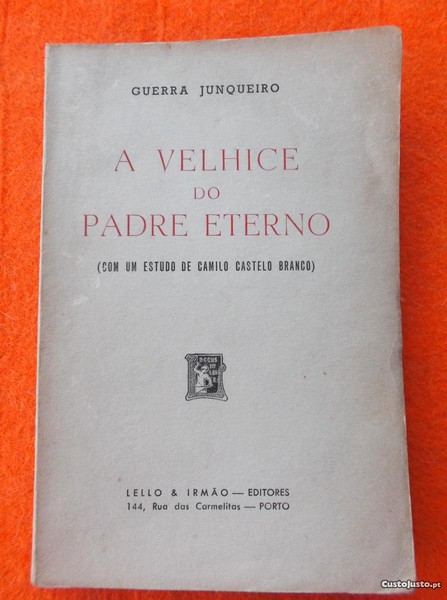 GUERRA JUNQUEIRO
A VELHICE
DO
PADRE ETERNO
(COM UM ESTUDO DE CAMILO CASTELO BRANCO)
DECUS
LELLO & IRMÃO — EDITORES
144, Rua das Carmelitas — PORTO
CustoJusto.pt